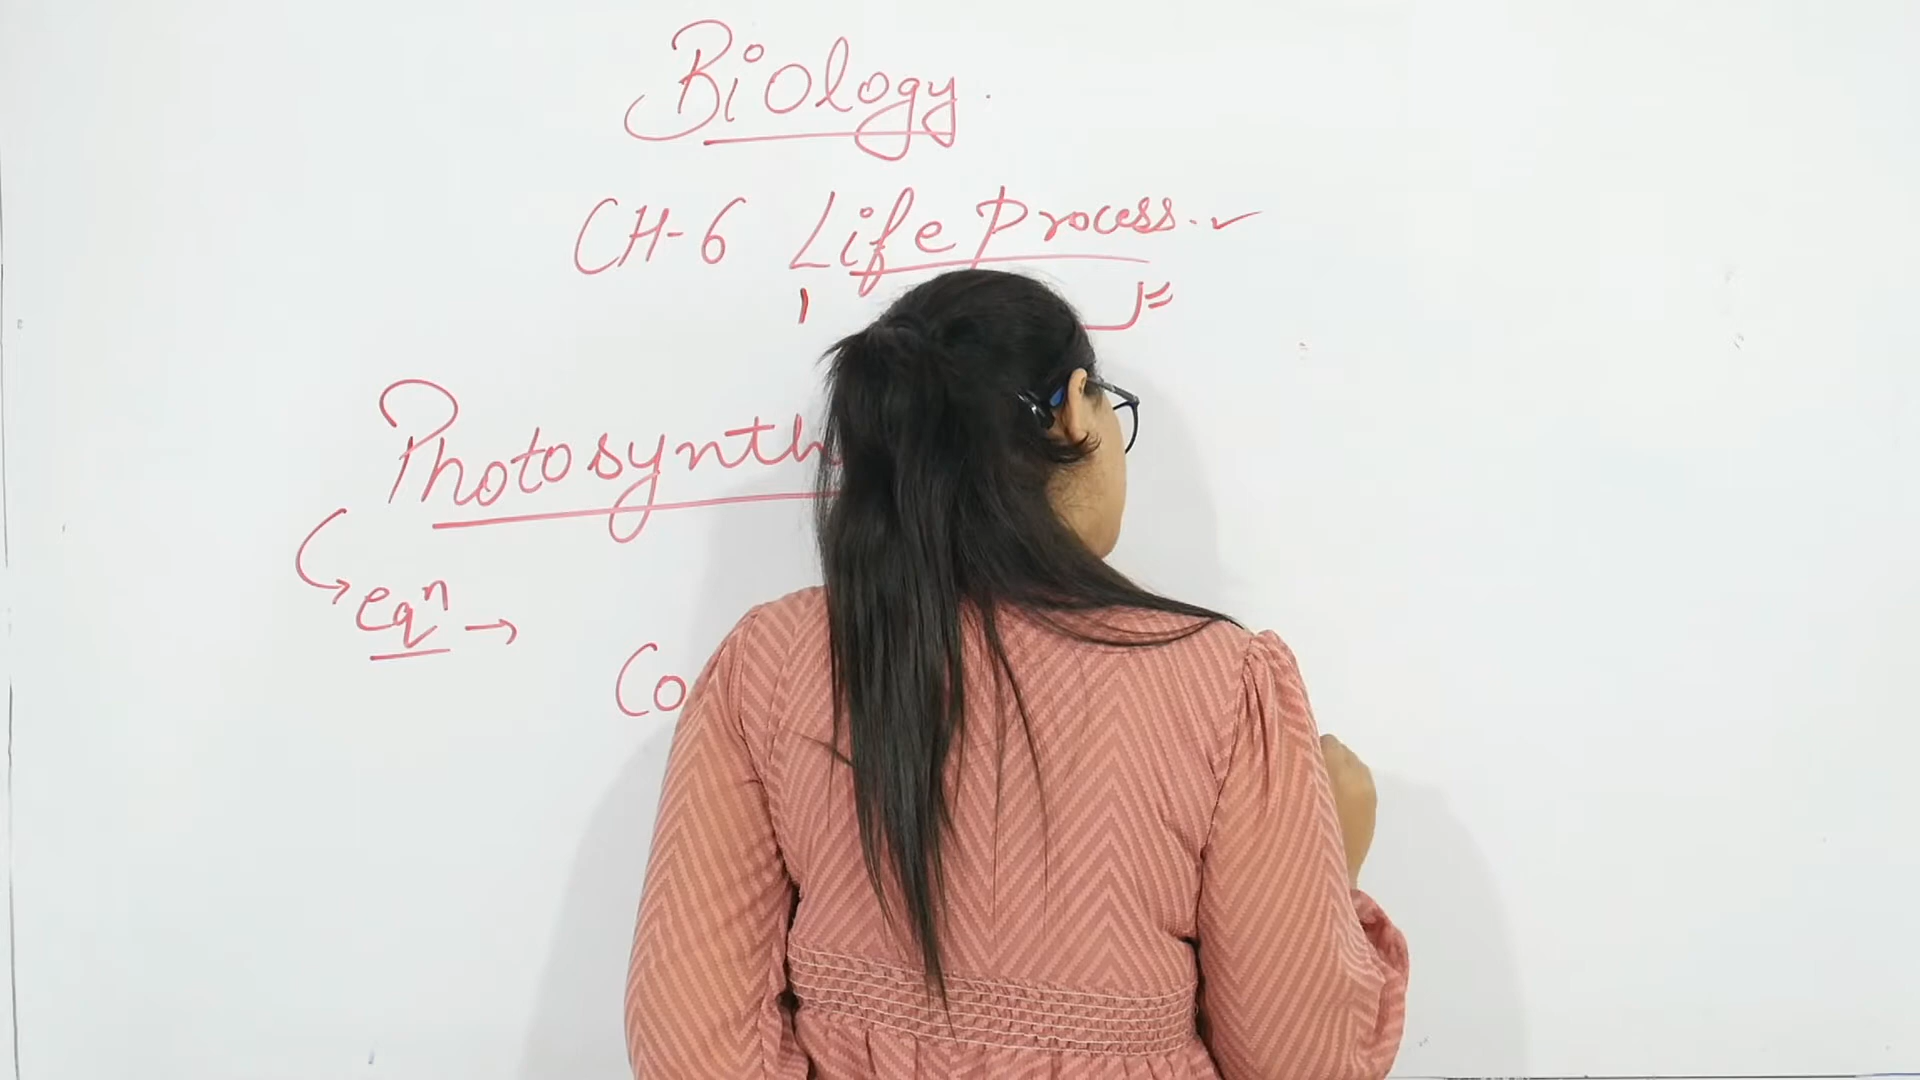 Biology.
CH-6 Life Process.
Photosynth
eqn →
Co